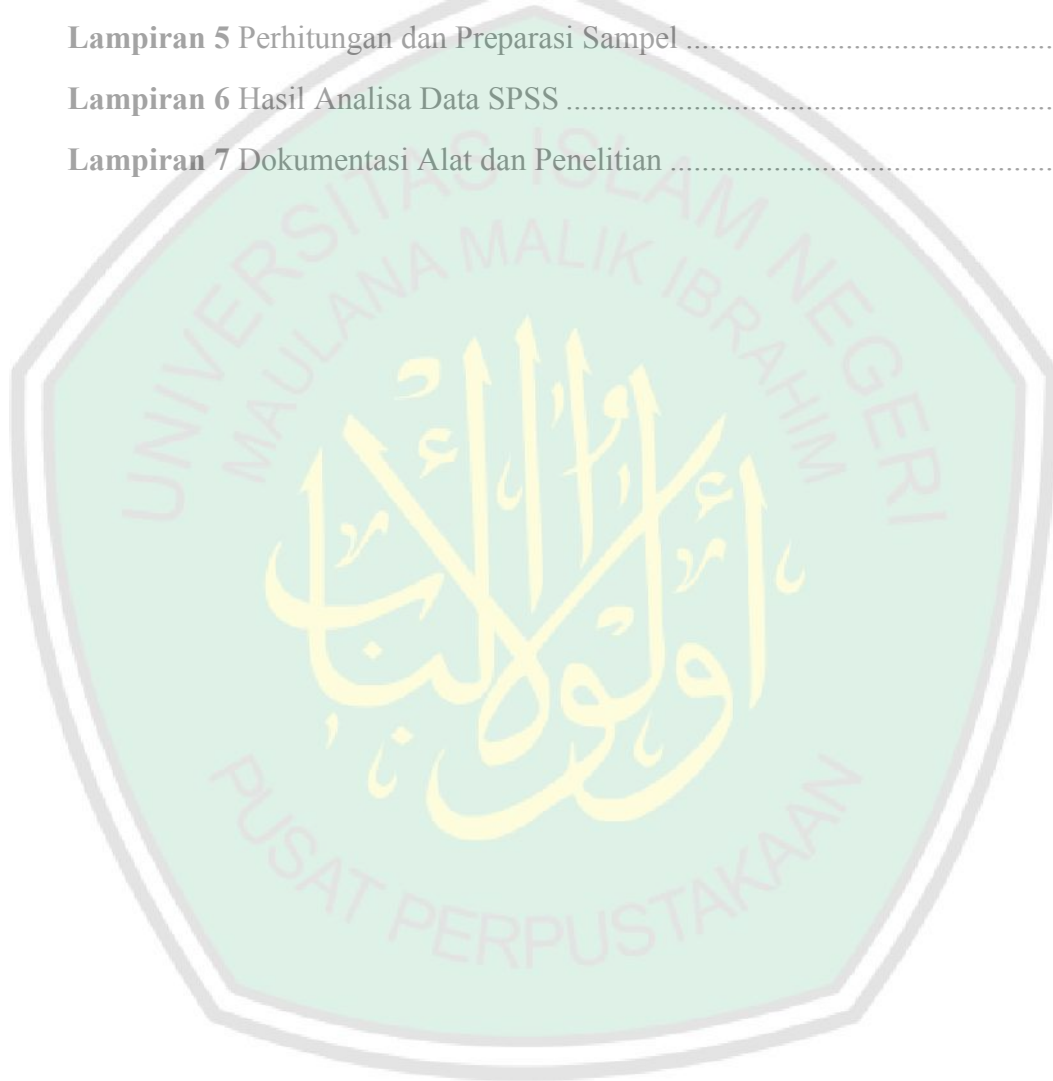 Lampiran 5 Perhitungan dan Preparasi Sampel ................................................
Lampiran 6 Hasil Analisa Data SPSS ................................................................
Lampiran 7 Dokumentasi Alat dan Penelitian ..................................................
UNIVERSITAS ISLAM NEGERI
MAULANA MALIK IBRAHIM
أولوا الألباب
PUSAT PERPUSTAKAAN